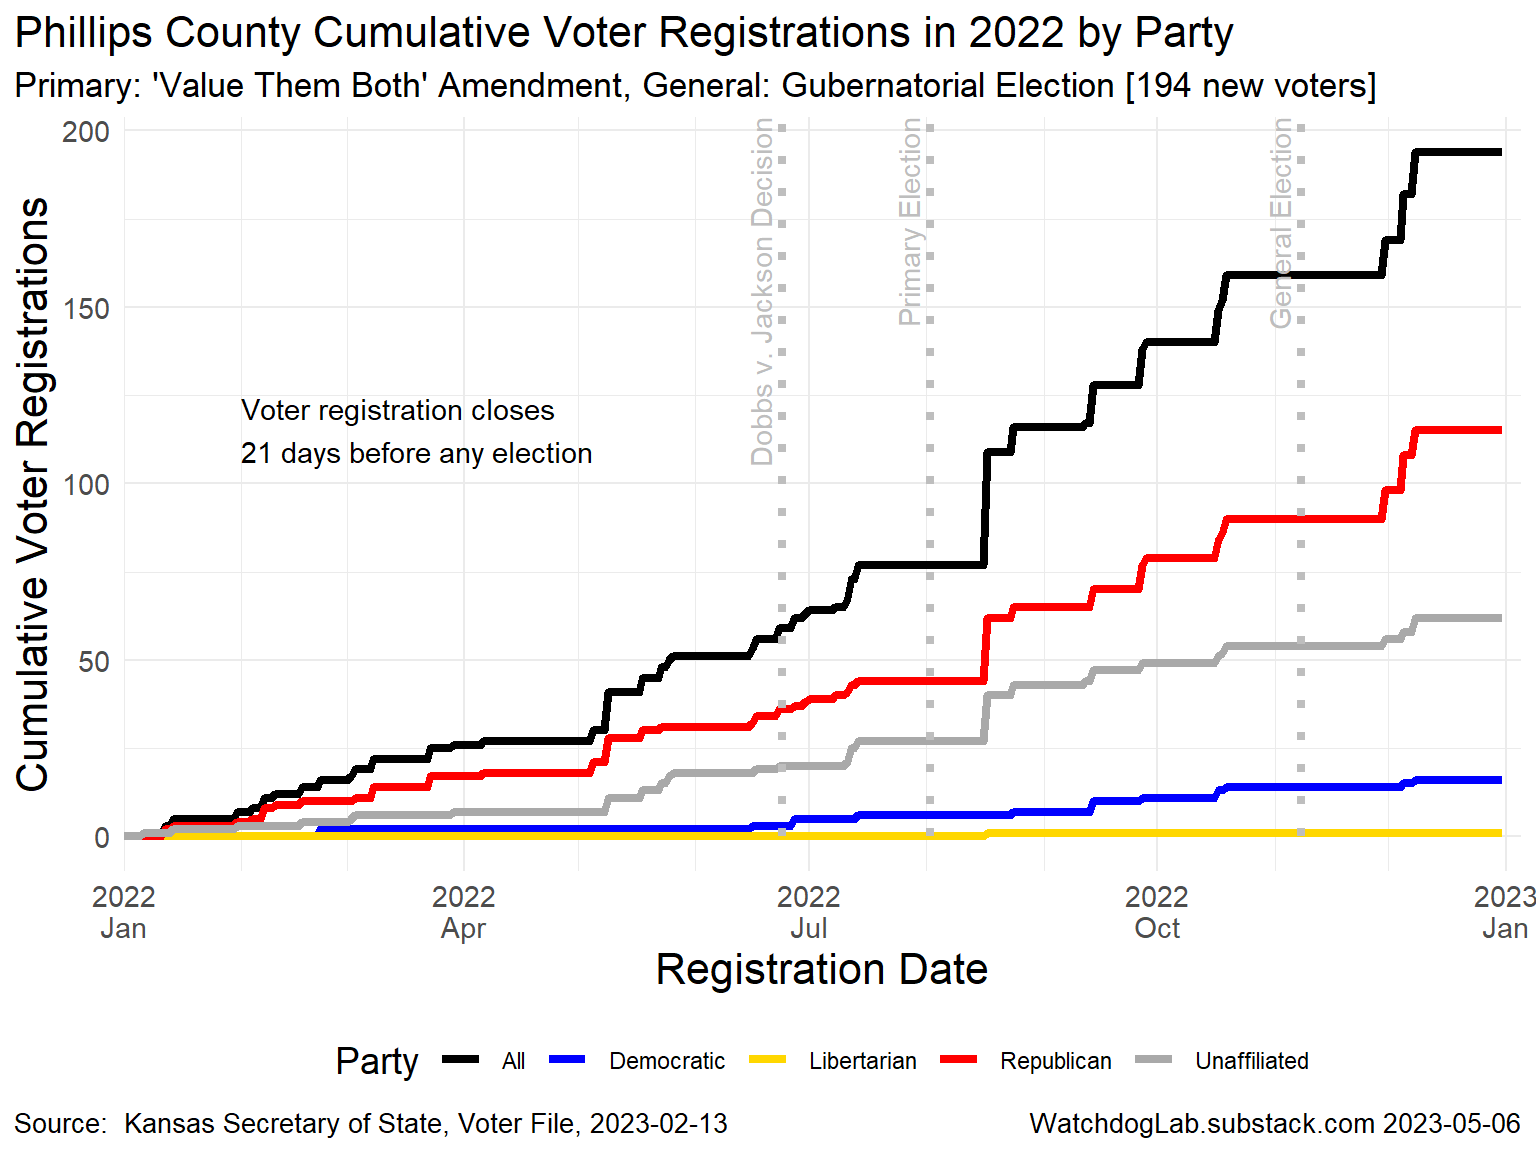 Phillips County Cumulative Voter Registrations in 2022 by Party
Primary: 'Value Them Both' Amendment, General: Gubernatorial Election [194 new voters]
Cumulative Voter Registrations
200
150
100
50
0
Dobbs v. Jackson Decision
Primary Election
General Election
Voter registration closes
21 days before any election
2022 2022 2022 2022 2023
Jan Apr Jul Oct Jan
Registration Date
Party All Democratic Libertarian Republican Unaffiliated
Source: Kansas Secretary of State, Voter File, 2023-02-13
WatchdogLab.substack.com 2023-05-06